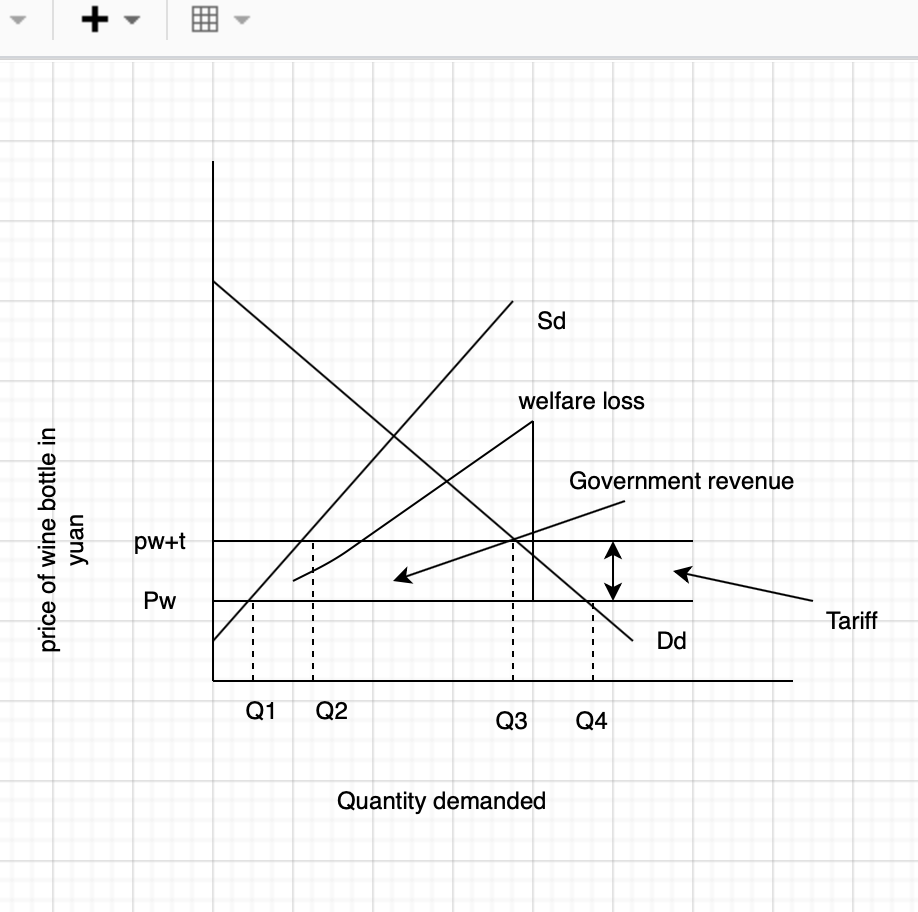 Sd
welfare loss
Government revenue
price of wine bottle in
yuan
pw+t
Pw
Tariff
Dd
Q1
Q2
Q3
Q4
Quantity demanded